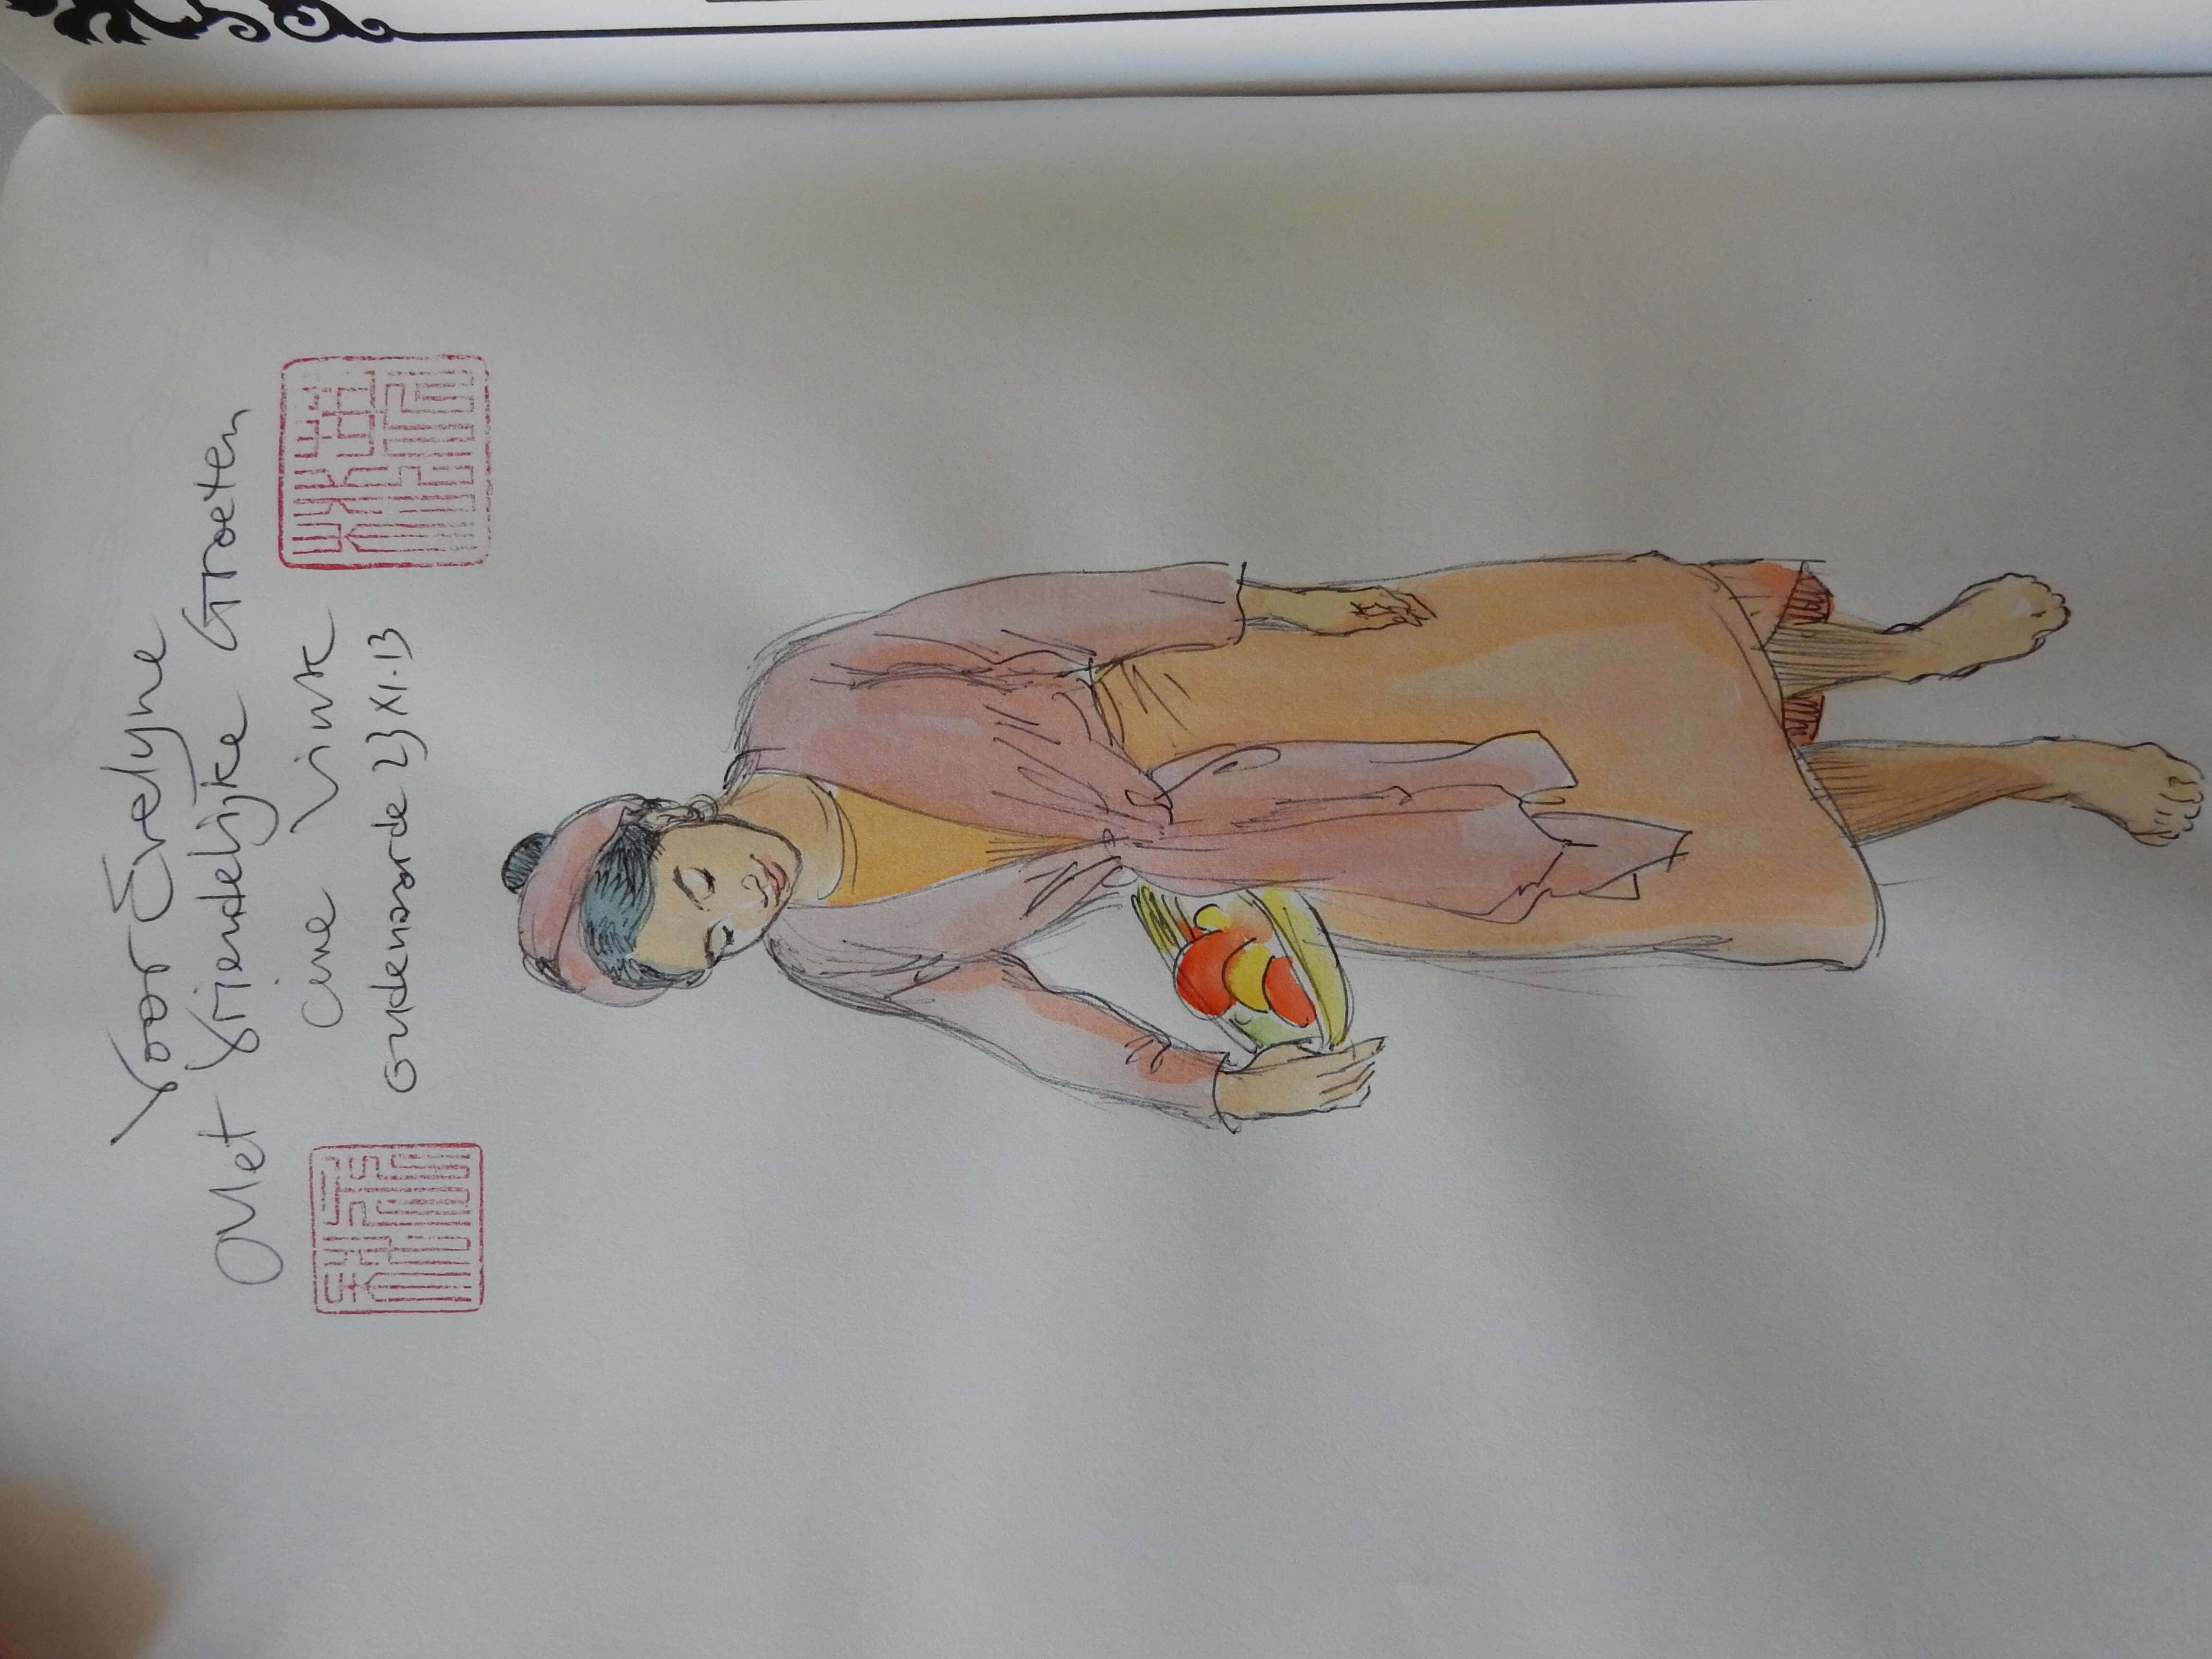 Voor Evelyne
Met Vriendelijke Groeten
Cine Vink
Oudenaarde 23 XI.13